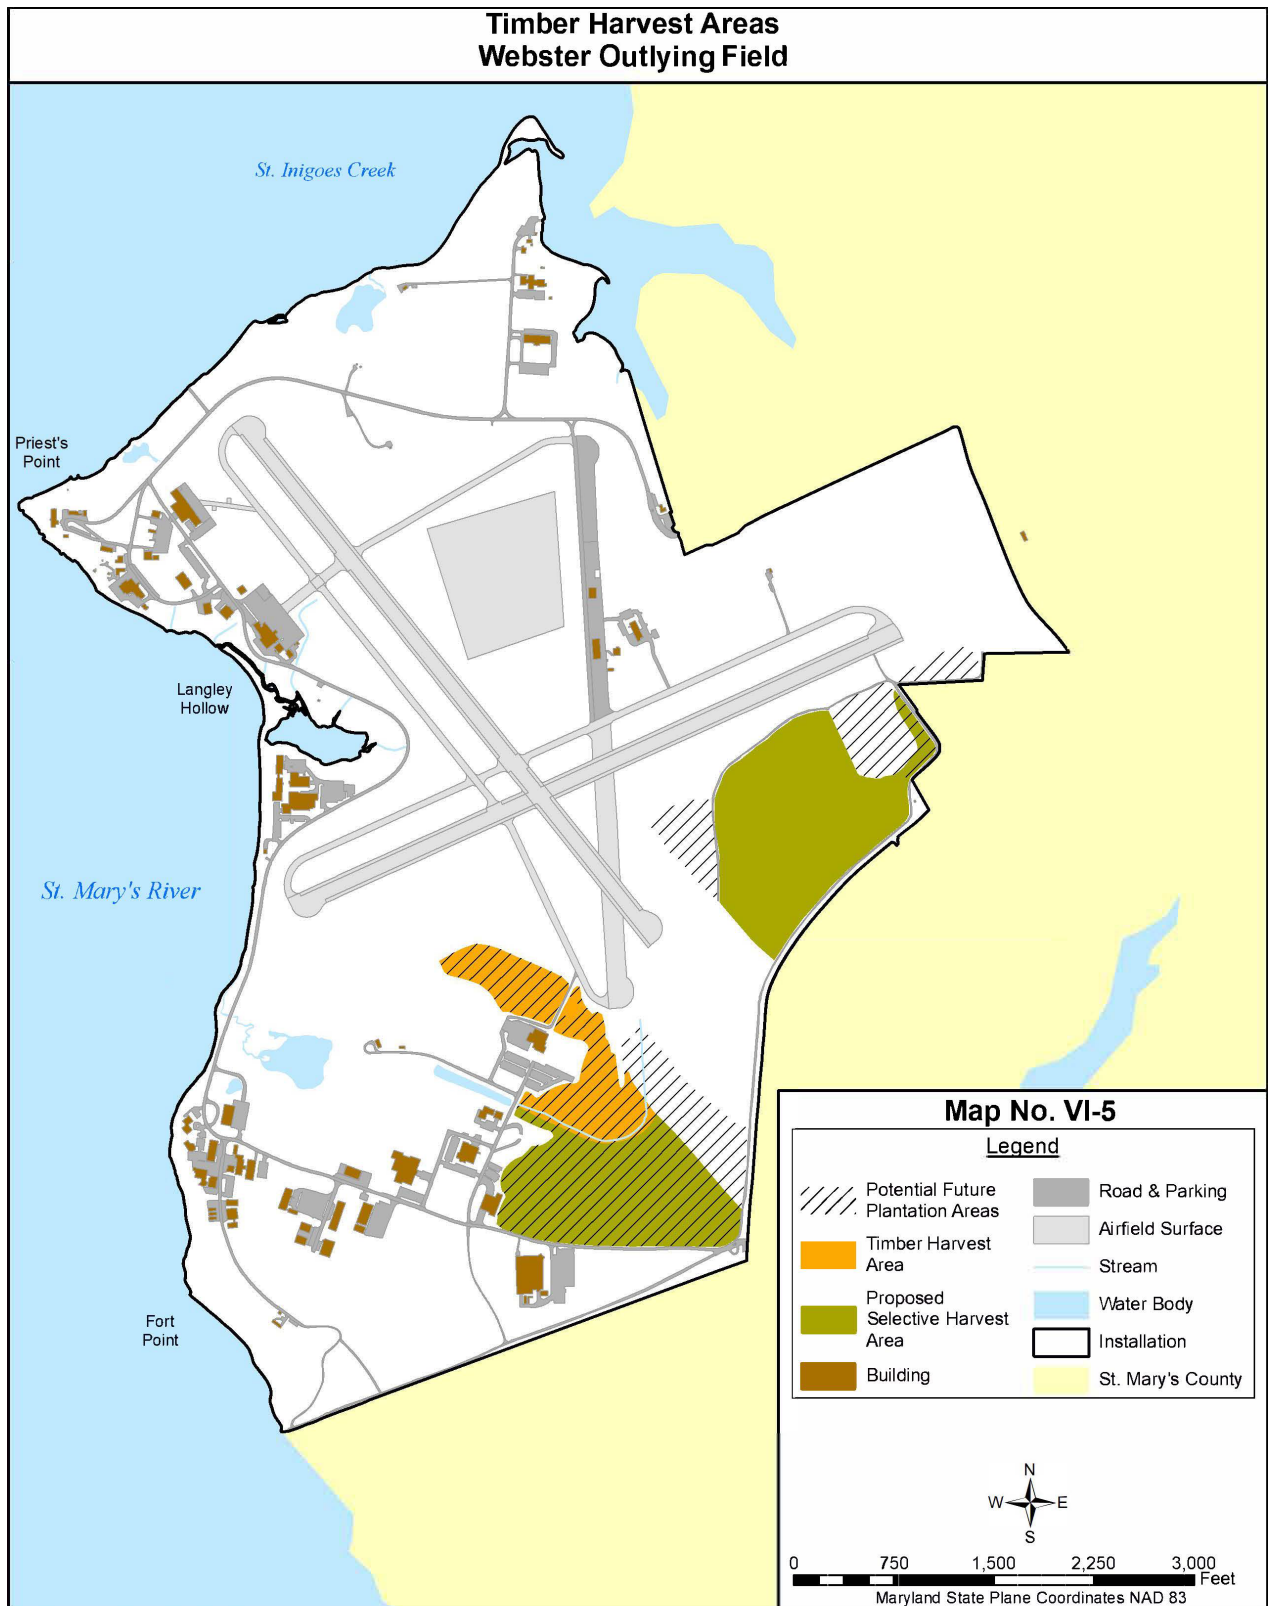 Timber Harvest Areas
Webster Outlying Field
St. Inigoes Creek
Priest's
Point
Langley
Hollow
St. Mary's River
Fort
Point
Map No. VI-5
Legend
Potential Future
Plantation Areas
Timber Harvest
Area
Proposed
Selective Harvest
Area
Building
Road & Parking
Airfield Surface
Stream
Water Body
Installation
St. Mary's County
N
W E
S
0 750 1,500 2,250 3,000
Feet
Maryland State Plane Coordinates NAD 83